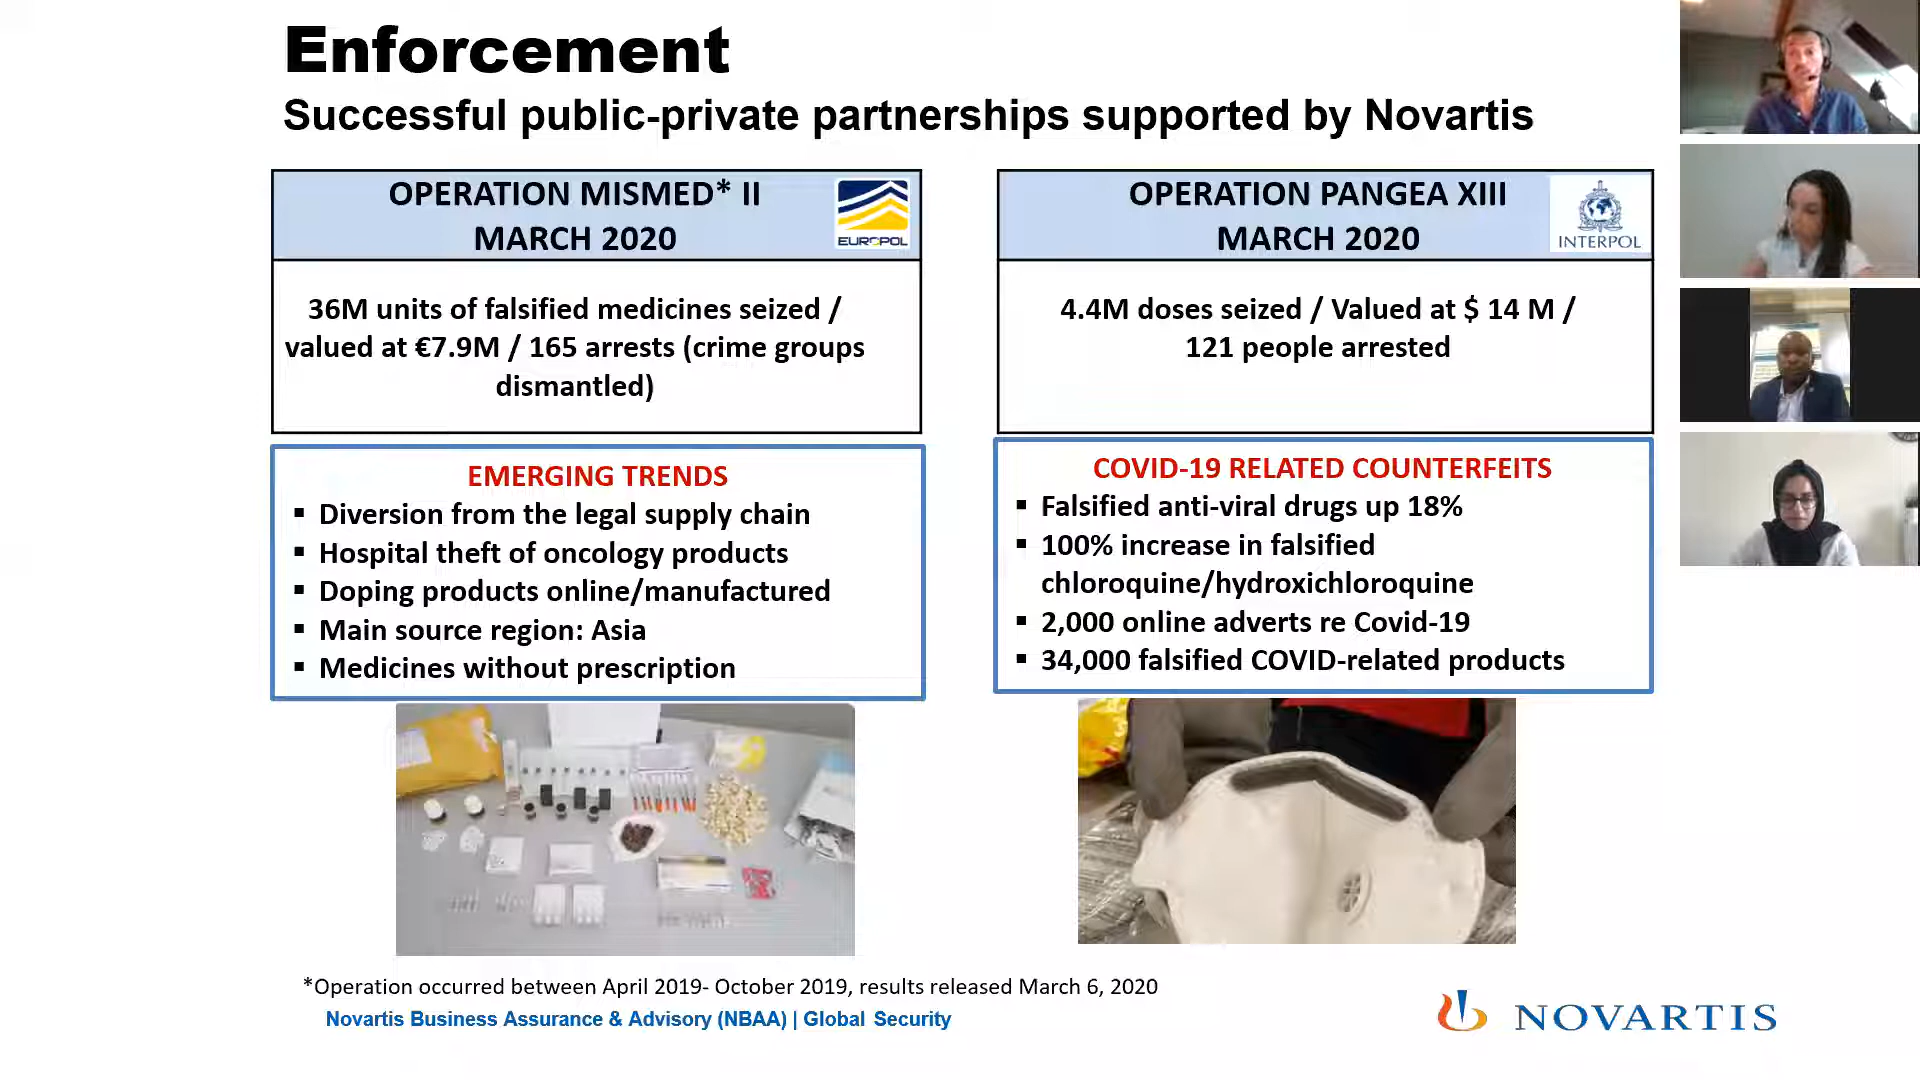 Enforcement
Successful public-private partnerships supported by Novartis
OPERATION MISMED* II
MARCH 2020
EUROPOL
36M units of falsified medicines seized /
valued at €7.9M / 165 arrests (crime groups
dismantled)
EMERGING TRENDS
▪ Diversion from the legal supply chain
▪ Hospital theft of oncology products
▪ Doping products online/manufactured
▪ Main source region: Asia
▪ Medicines without prescription
OPERATION PANGEA XIII
MARCH 2020
INTERPOL
4.4M doses seized / Valued at $ 14 M /
121 people arrested
COVID-19 RELATED COUNTERFEITS
▪ Falsified anti-viral drugs up 18%
▪ 100% increase in falsified
chloroquine/hydroxichloroquine
▪ 2,000 online adverts re Covid-19
▪ 34,000 falsified COVID-related products
*Operation occurred between April 2019- October 2019, results released March 6, 2020
Novartis Business Assurance & Advisory (NBAA) | Global Security
NOVARTIS